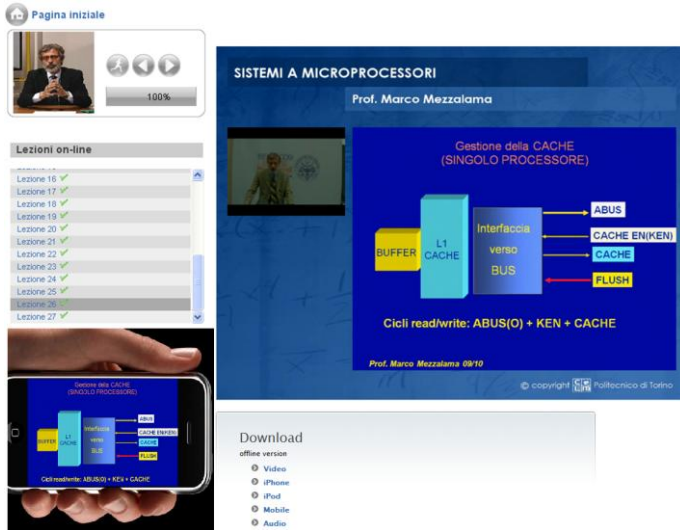 Pagina iniziale
100%
Lezioni on-line
Lezione 16
Lezione 17
Lezione 18
Lezione 19
Lezione 20
Lezione 21
Lezione 22
Lezione 23
Lezione 24
Lezione 25
Lezione 26
Lezione 27
SISTEMI A MICROPROCESSORI
Prof. Marco Mezzalama
Gestione della CACHE
(SINGOLO PROCESSORE)
BUFFER
L1
CACHE
Interfaccia
verso
BUS
ABUS
CACHE EN(KEN)
CACHE
FLUSH
Cicli read/write: ABUS(O) + KEN + CACHE
Prof. Marco Mezzalama 09/10
© copyright Politecnico di Torino
Gestione della CACHE
(SINGOLO PROCESSORE)
BUFFER
L1
CACHE
Interfaccia
verso
BUS
ABUS
CACHE EN(KEN)
CACHE
FLUSH
Cicli read/write: ABUS(O) + KEN + CACHE
Download
offline version
Video
iPhone
iPod
Mobile
Audio